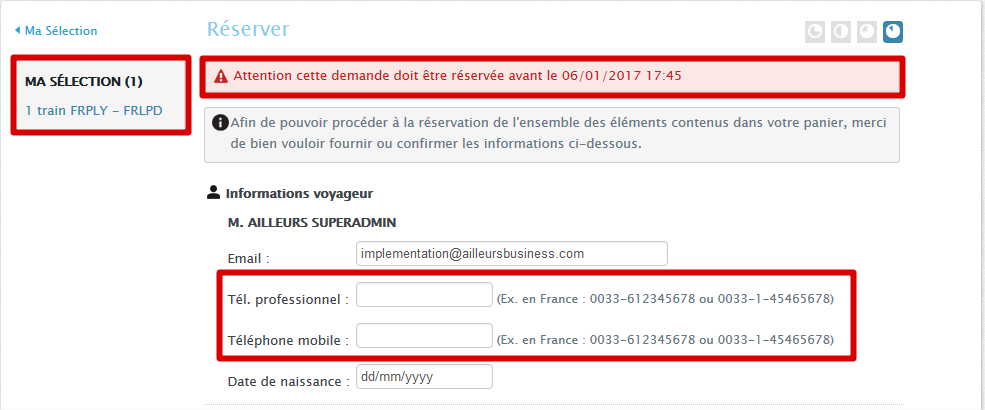 Ma Sélection
Réserver
MA SÉLECTION (1)
1 train FRPLY - FRLPD
Attention cette demande doit être réservée avant le 06/01/2017 17:45
Afin de pouvoir procéder à la réservation de l'ensemble des éléments contenus dans votre panier, merci
de bien vouloir fournir ou confirmer les informations ci-dessous.
Informations voyageur
M. AILLEURS SUPERADMIN
Email : implementation@ailleursbusiness.com
Tél. professionnel : (Ex. en France : 0033-612345678 ou 0033-1-45465678)
Téléphone mobile : (Ex. en France : 0033-612345678 ou 0033-1-45465678)
Date de naissance : dd/mm/yyyy